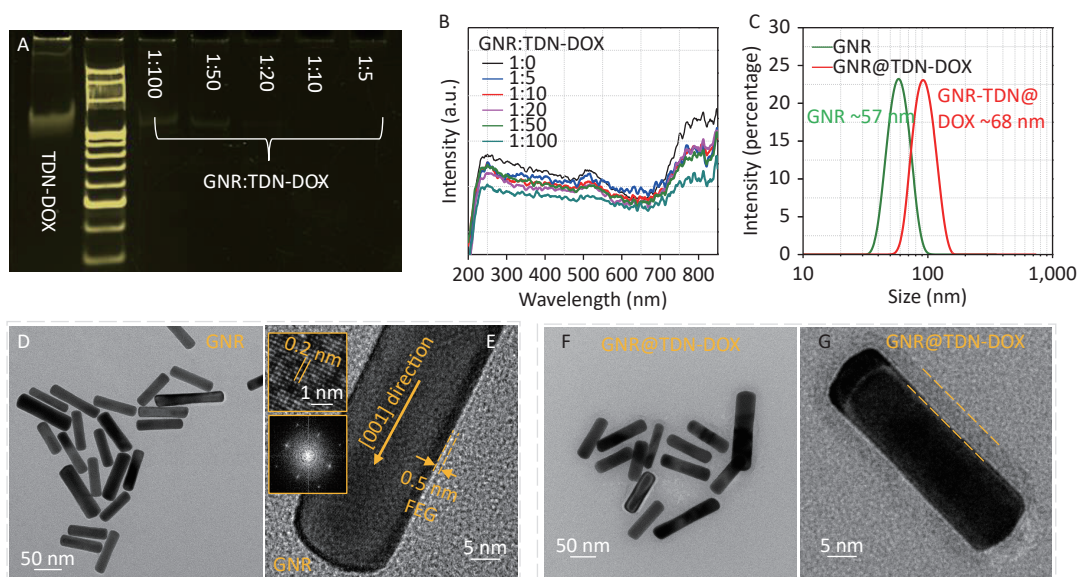 A
TDN-DOX
1:100
1:50
1:20
1:10
1:5
GNR:TDN-DOX
B
Intensity (a.u.)
GNR:TDN-DOX
1:0
1:5
1:10
1:20
1:50
1:100
200 300 400 500 600 700 800
Wavelength (nm)
C
Intensity (percentage)
30
25
20
15
10
5
0
GNR
GNR@TDN-DOX
GNR ~57 nm
GNR-TDN@
DOX ~68 nm
10 100 1,000
Size (nm)
D
GNR
50 nm
E
0.2 nm
1 nm
[001] direction
0.5 nm
FEG
GNR
5 nm
F
GNR@TDN-DOX
50 nm
G
GNR@TDN-DOX
5 nm